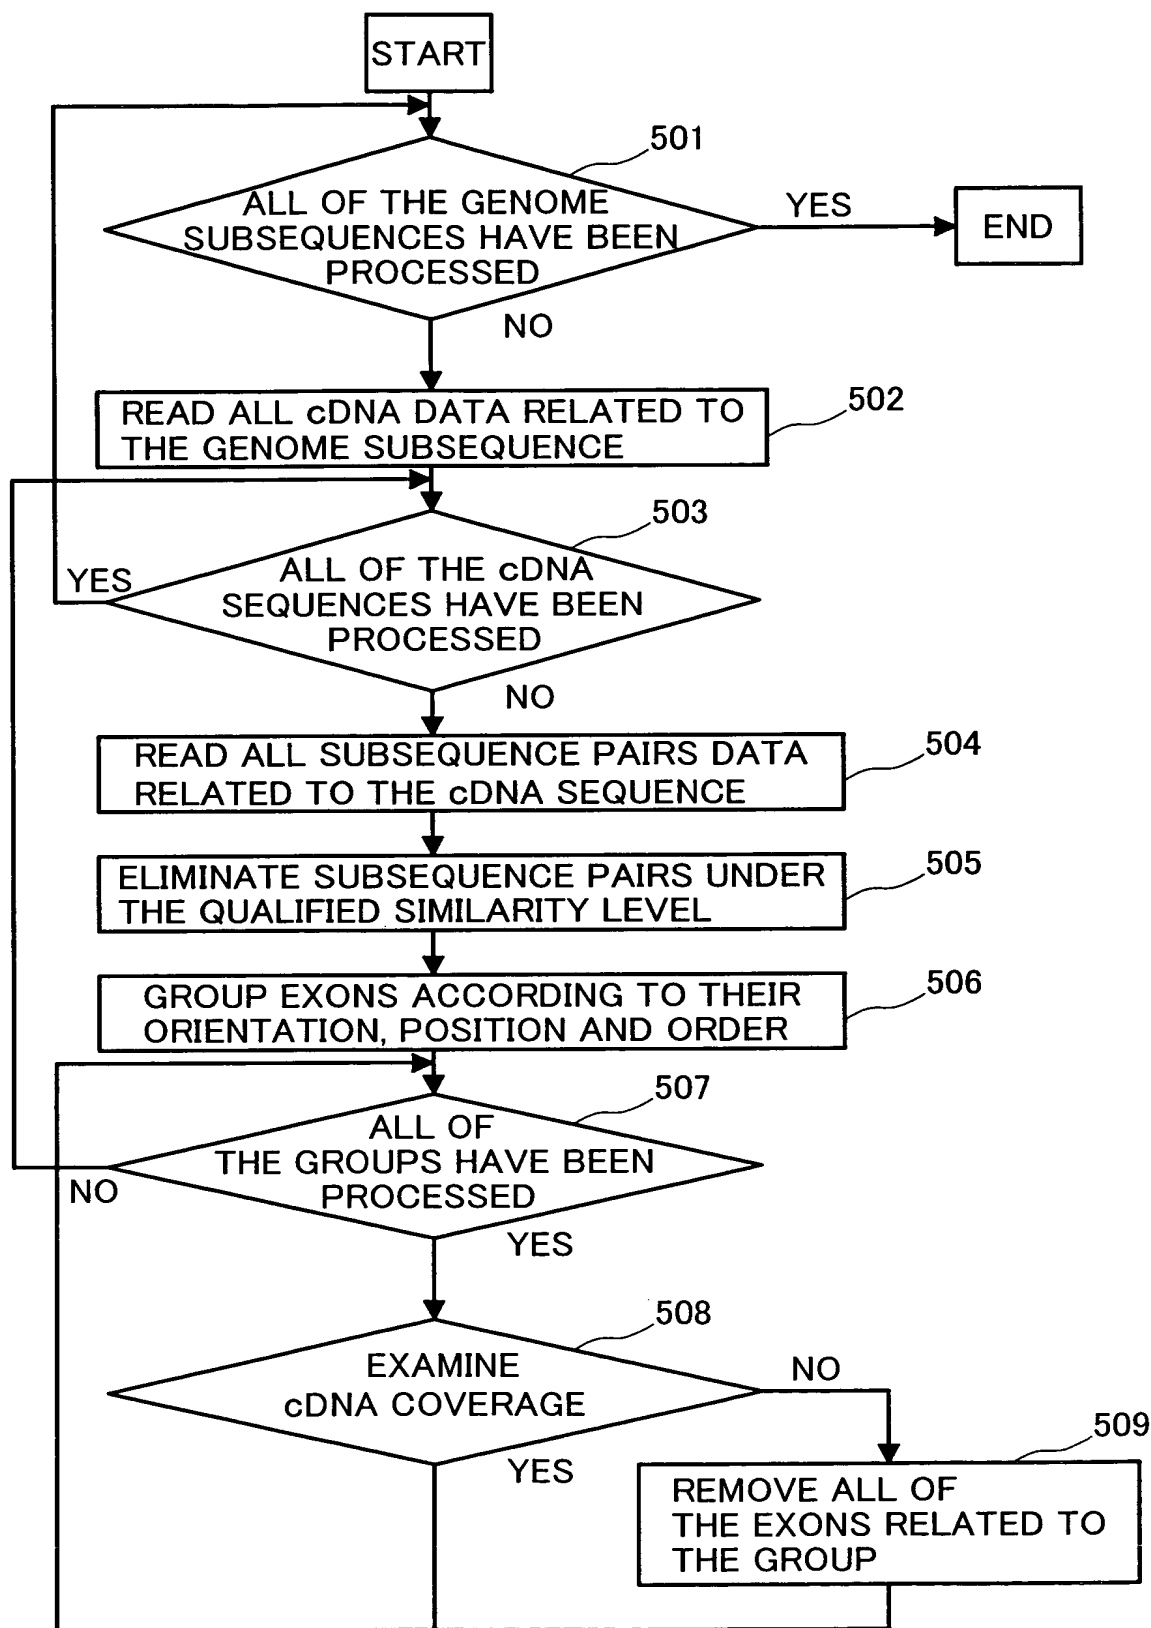 START
501
ALL OF THE GENOME
SUBSEQUENCES HAVE BEEN
PROCESSED
YES
END
NO
READ ALL cDNA DATA RELATED TO
THE GENOME SUBSEQUENCE
502
503
ALL OF THE cDNA
SEQUENCES HAVE BEEN
PROCESSED
YES
NO
READ ALL SUBSEQUENCE PAIRS DATA
RELATED TO THE cDNA SEQUENCE
504
ELIMINATE SUBSEQUENCE PAIRS UNDER
THE QUALIFIED SIMILARITY LEVEL
505
GROUP EXONS ACCORDING TO THEIR
ORIENTATION, POSITION AND ORDER
506
507
ALL OF
THE GROUPS HAVE BEEN
PROCESSED
NO
YES
508
EXAMINE
cDNA COVERAGE
NO
YES
509
REMOVE ALL OF
THE EXONS RELATED TO
THE GROUP